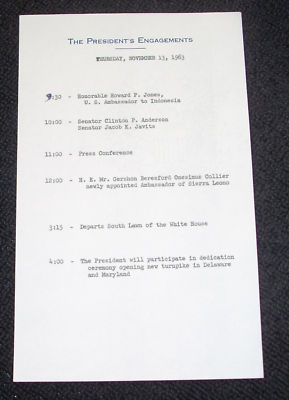 THE PRESIDENT'S ENGAGEMENTS
THURSDAY, NOVEMBER 13, 1963
9:30 - Honorable Howard P. Jones,
U. S. Ambassador to Indonesia
10:00 - Senator Clinton P. Anderson
Senator Jacob K. Javits
11:00 - Press Conference
12:00 - H. E. Mr. Gershon Beresford Onesimus Collier
newly appointed Ambassador of Sierra Leone
3:15 - Departs South Lawn of the White House
4:00 - The President will participate in dedication
ceremony opening new turnpike in Delaware
and Maryland